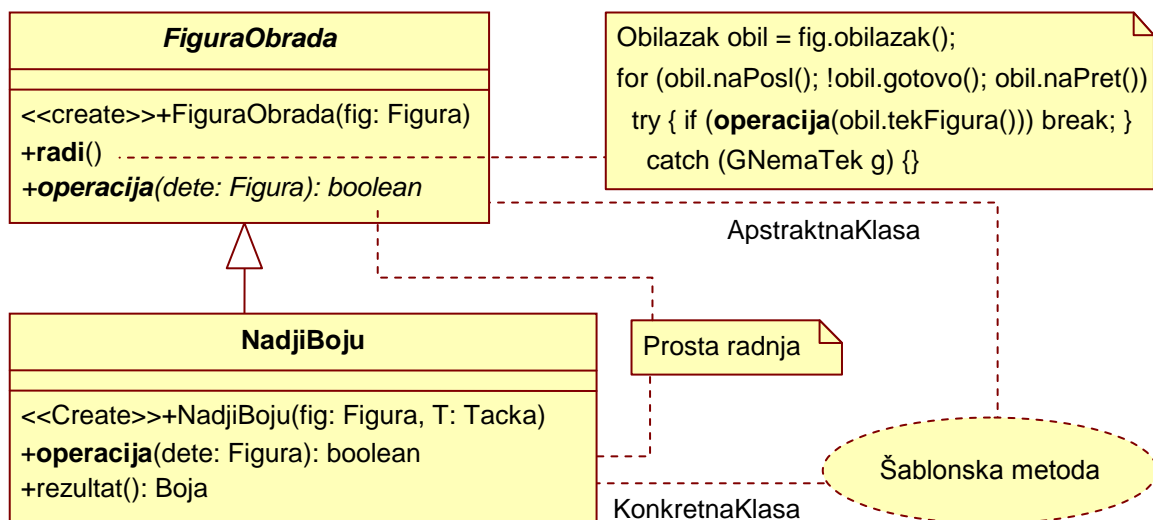 FiguraObrada
<<create>>+FiguraObrada(fig: Figura)
+radi()
+operacija(dete: Figura): boolean
Obilazak obil = fig.obilazak();
for (obil.naPosl(); !obil.gotovo(); obil.naPret())
try { if (operacija(obil.tekFigura())) break; }
catch (GNemaTek g) {}
ApstraktnaKlasa
NadjiBoju
<<Create>>+NadjiBoju(fig: Figura, T: Tacka)
+operacija(dete: Figura): boolean
+rezultat(): Boja
Prosta radnja
Šablonska metoda
KonkretnaKlasa